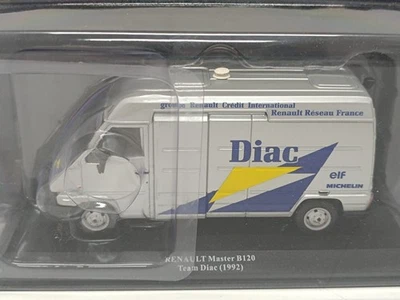 groupe Renault Crédit International
Renault Réseau France
Diac
elf
MICHELIN
RENAULT Master B120
Team Diac (1992)